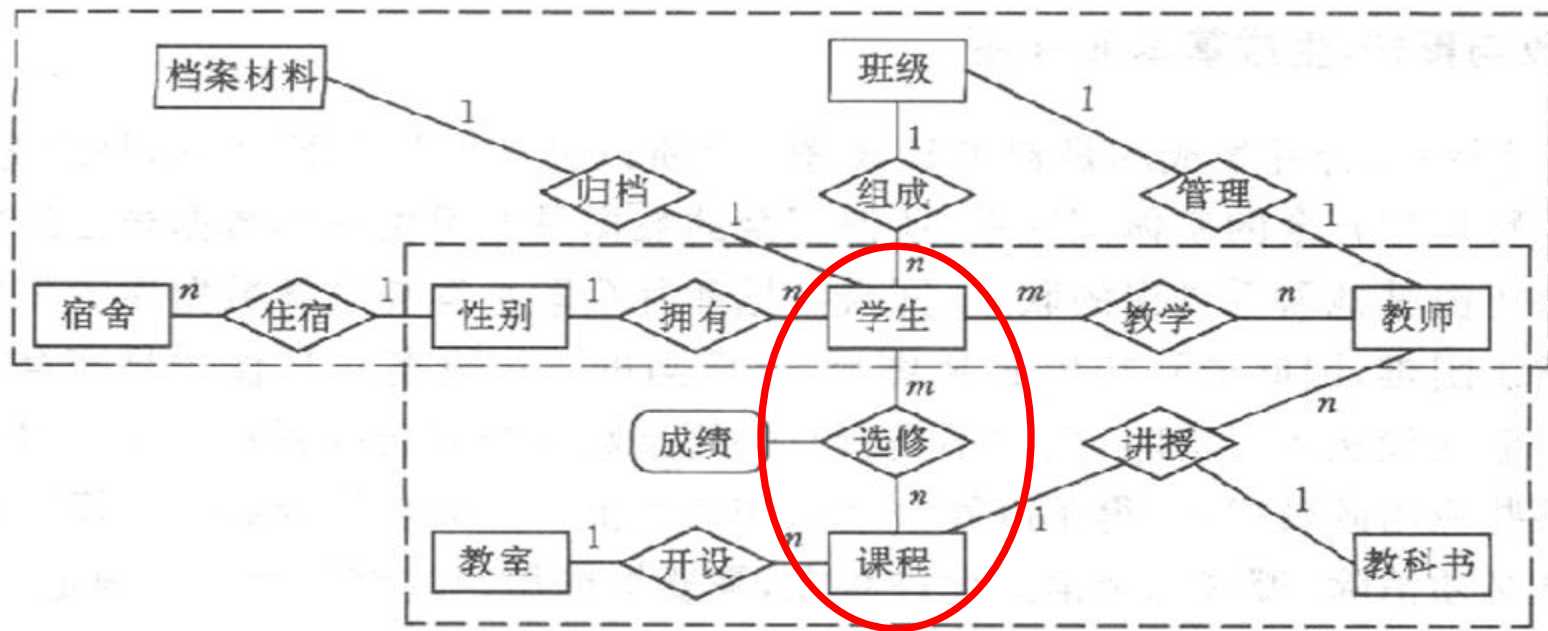 档案材料
班级
1
1
1
归档
组成
管理
1
n
1
宿舍
n
住宿
1
性别
1
拥有
n
学生
m
教学
n
教师
m
n
成绩
选修
讲授
n
1
1
教室
1
开设
n
课程
教科书